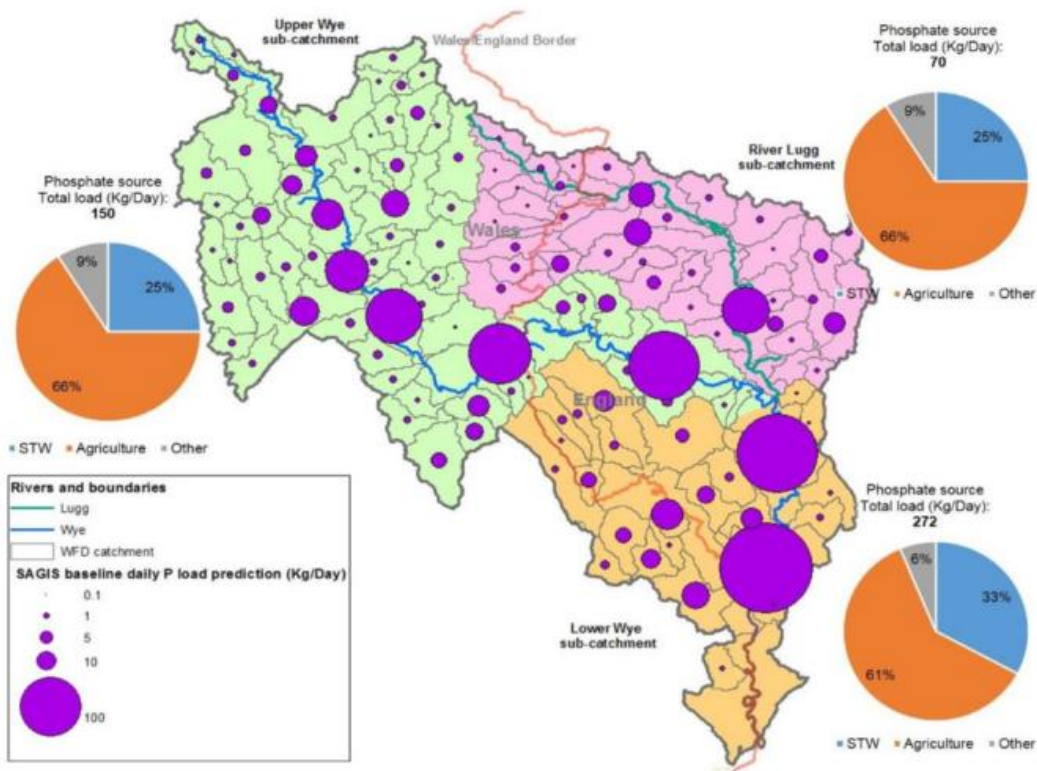 Upper Wye
sub-catchment
Wales England Border
Phosphate source
Total load (Kg/Day):
70
9%
25%
66%
STW Agriculture Other
River Lugg
sub-catchment
Phosphate source
Total load (Kg/Day):
150
9%
25%
66%
STW Agriculture Other
Wales
England
Rivers and boundaries
Lugg
Wye
WFD catchment
SAGIS baseline daily P load prediction (Kg/Day)
0.1
1
5
10
100
Lower Wye
sub-catchment
Phosphate source
Total load (Kg/Day):
272
6%
33%
61%
STW Agriculture Other